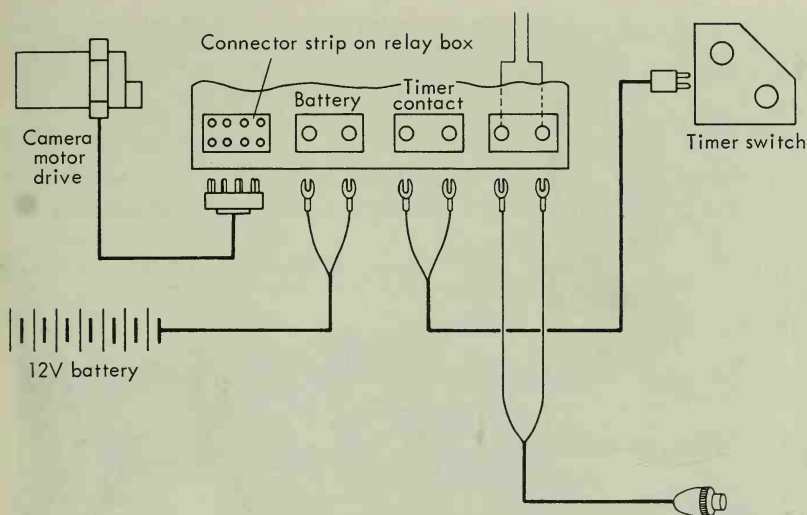 Connector strip on relay box
Battery
Timer
contact
Camera
motor
drive
Timer switch
12V battery